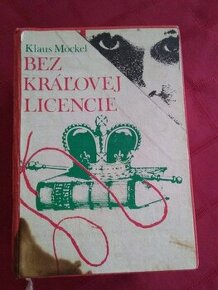 Klaus Möckel
BEZ
KRÁĽOVEJ
LICENCIE